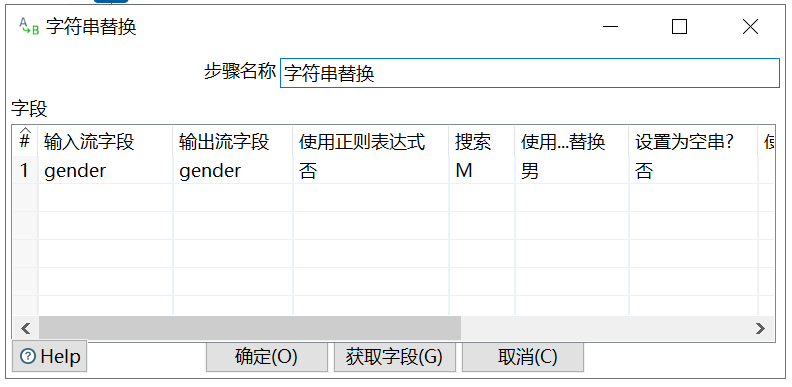 字符串替换
步骤名称 字符串替换
字段
# 输入流字段 输出流字段 使用正则表达式 搜索 使用...替换 设置为空串?
1 gender gender 否 M 男 否
Help 确定(O) 获取字段(G) 取消(C)